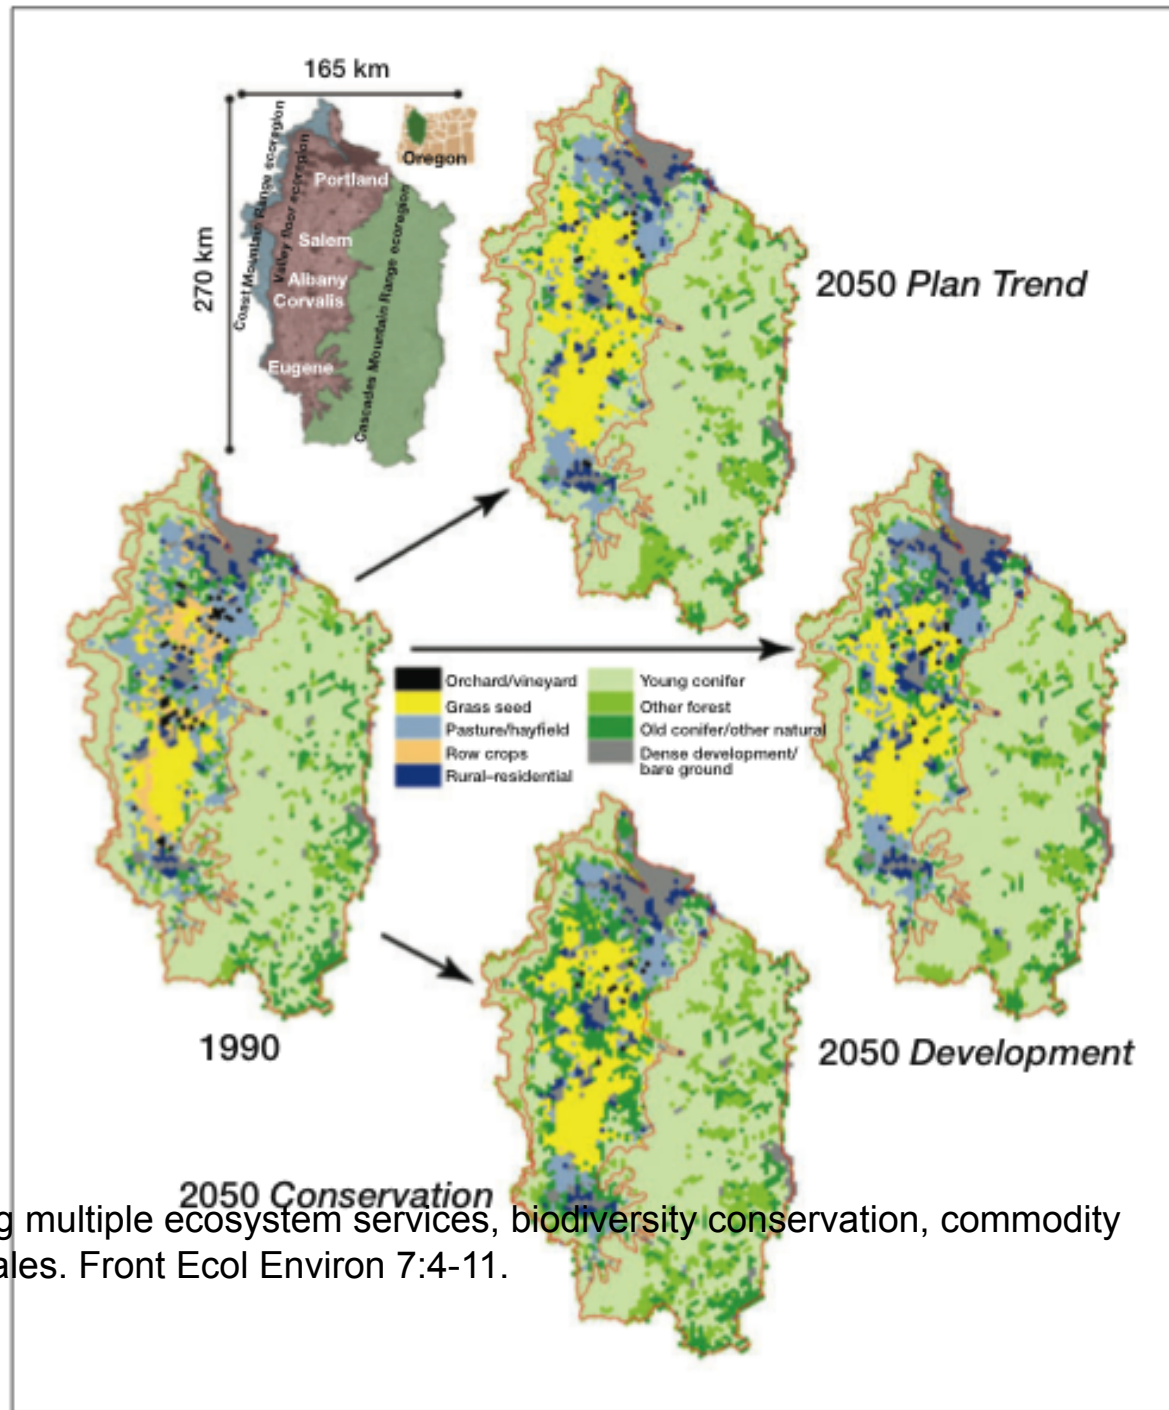 165 km
270 km
Coast Mountain Range ecoregion
Valley floor ecoregion
Cascades Mountain Range ecoregion
Oregon
Portland
Salem
Albany
Corvalis
Eugene
2050 Plan Trend
Orchard/vineyard
Grass seed
Pasture/hayfield
Row crops
Rural–residential
Young conifer
Other forest
Old conifer/other natural
Dense development/
bare ground
1990
2050 Development
2050 Conservation
g multiple ecosystem services, biodiversity conservation, commodity
ales. Front Ecol Environ 7:4-11.